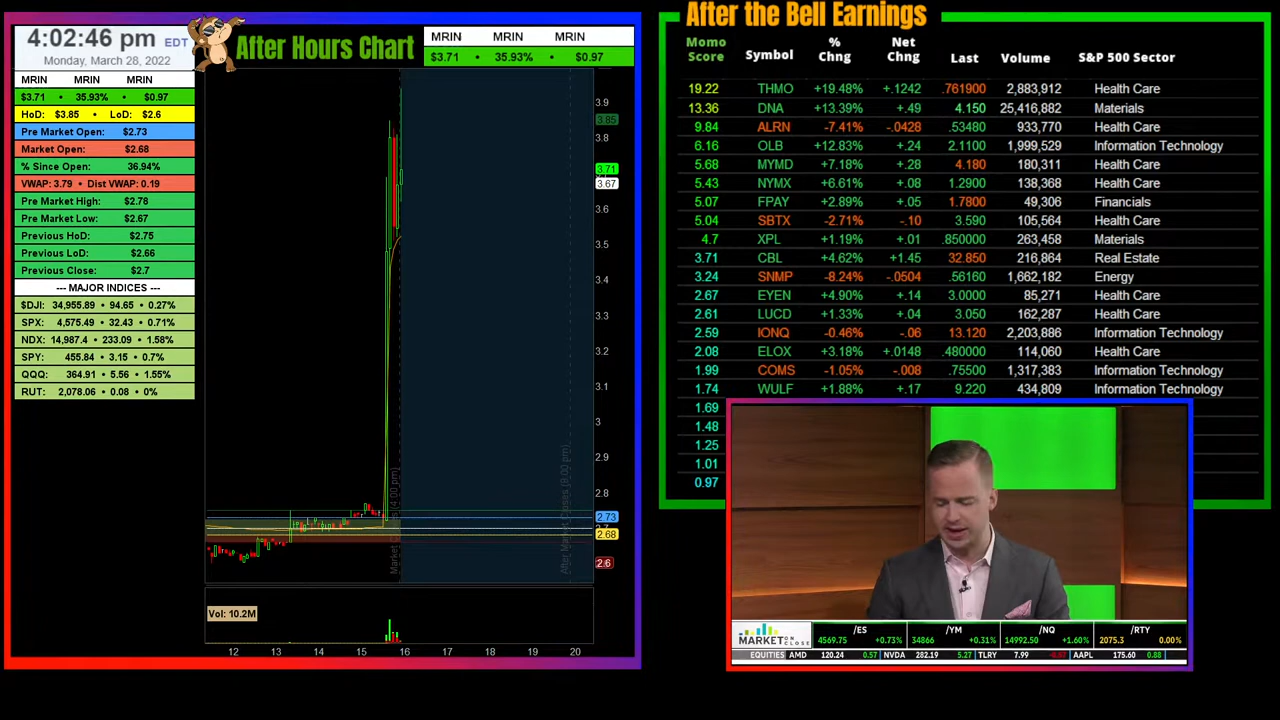 4:02:46 pm EDT
Monday, March 28, 2022
After Hours Chart
MRIN MRIN MRIN
$3.71 • 35.93% • $0.97
MRIN MRIN MRIN
$3.71 • 35.93% • $0.97
HoD: $3.85 LoD: $2.6
Pre Market Open: $2.73
Market Open: $2.68
% Since Open: 36.94%
VWAP: 3.79 • Dist VWAP: 0.19
Pre Market High: $2.78
Pre Market Low: $2.67
Previous HoD: $2.75
Previous LoD: $2.66
Previous Close: $2.7
--- MAJOR INDICES ---
$DJI: 34,955.89 • 94.65 • 0.27%
SPX: 4,575.49 • 32.43 • 0.71%
NDX: 14,987.4 • 233.09 • 1.58%
SPY: 455.84 • 3.15 • 0.7%
QQQ: 364.91 • 5.56 • 1.55%
RUT: 2,078.06 • 0.08 • 0%
3.9
3.85
3.8
3.71
3.67
3.6
3.5
3.4
3.3
3.2
3.1
3
2.9
2.8
2.73
2.68
2.6
Vol: 10.2M
12 13 14 15 16 17 18 19 20
After the Bell Earnings
Momo Score Symbol % Chng Net Chng Last Volume S&P 500 Sector
19.22 THMO +19.48% +.1242 .761900 2,883,912 Health Care
13.36 DNA +13.39% +.49 4.150 25,416,882 Materials
9.84 ALRN -7.41% -.0428 .53480 933,770 Health Care
6.16 OLB +12.83% +.24 2.1100 1,999,529 Information Technology
5.68 MYMD +7.18% +.28 4.180 180,311 Health Care
5.43 NYMX +6.61% +.08 1.2900 138,368 Health Care
5.07 FPAY +2.89% +.05 1.7800 49,306 Financials
5.04 SBTX -2.71% -.10 3.590 105,564 Health Care
4.7 XPL +1.19% +.01 .850000 263,458 Materials
3.71 CBL +4.62% +1.45 32.850 216,864 Real Estate
3.24 SNMP -8.24% -.0504 .56160 1,662,182 Energy
2.67 EYEN +4.90% +.14 3.0000 85,271 Health Care
2.61 LUCD +1.33% +.04 3.050 162,287 Health Care
2.59 IONQ -0.46% -.06 13.120 2,203,886 Information Technology
2.08 ELOX +3.18% +.0148 .480000 114,060 Health Care
1.99 COMS -1.05% -.008 .75500 1,317,383 Information Technology
1.74 WULF +1.88% +.17 9.220 434,809 Information Technology
1.69
1.48
1.25
1.01
0.97
MARKET ON CLOSE
/ES /YM /NQ /RTY
4569.75 +0.73% 34866 +0.31% 14992.50 +1.60% 2075.3 0.00%
EQUITIES AMD 120.24 0.57 NVDA 282.19 5.27 TLRY 7.99 AAPL 175.60 0.88